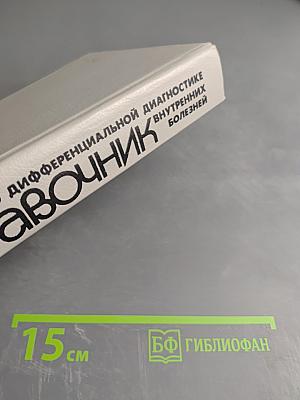 ДИФФЕРЕНЦИАЛЬНОЙ ДИАГНОСТИКЕ
ВНУТРЕННИХ
БОЛЕЗНЕЙ
АВОЧНИК
15 см
БФ ГИБЛИОФАН